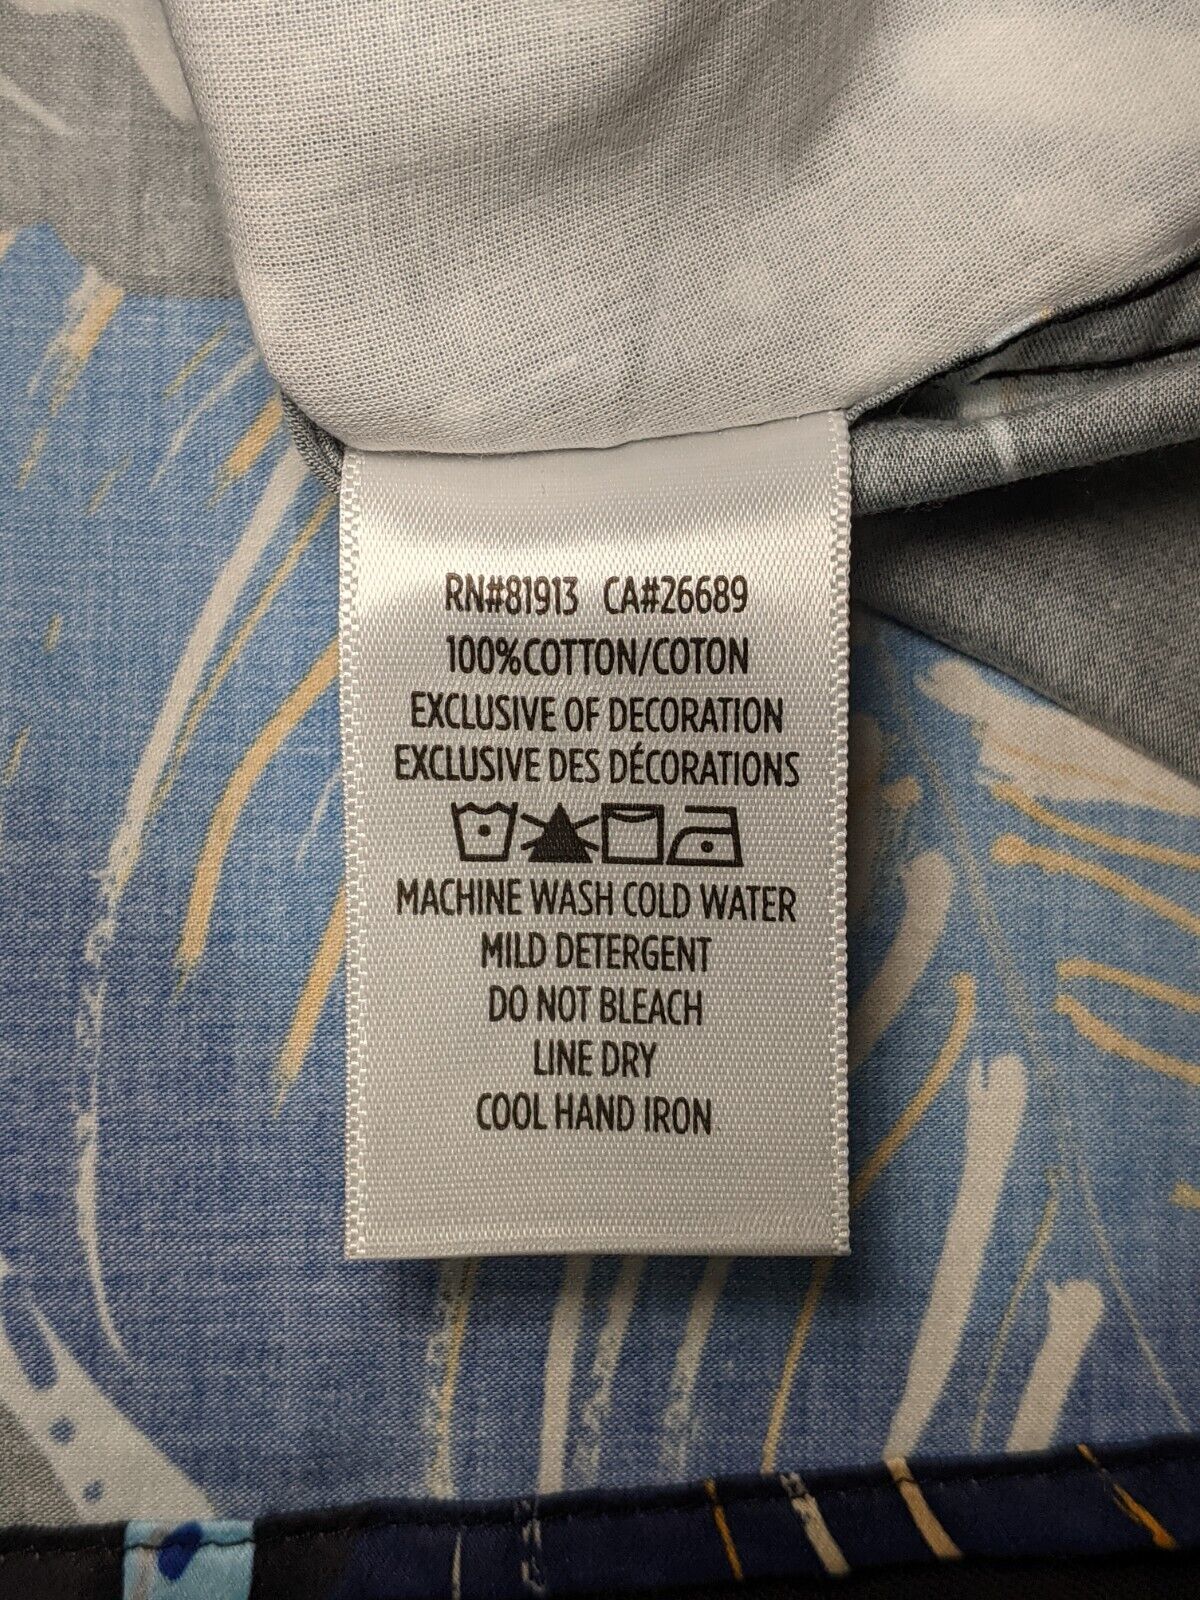 RN#81913 CA#26689
100%COTTON/COTON
EXCLUSIVE OF DECORATION
EXCLUSIVE DES DÉCORATIONS
MACHINE WASH COLD WATER
MILD DETERGENT
DO NOT BLEACH
LINE DRY
COOL HAND IRON